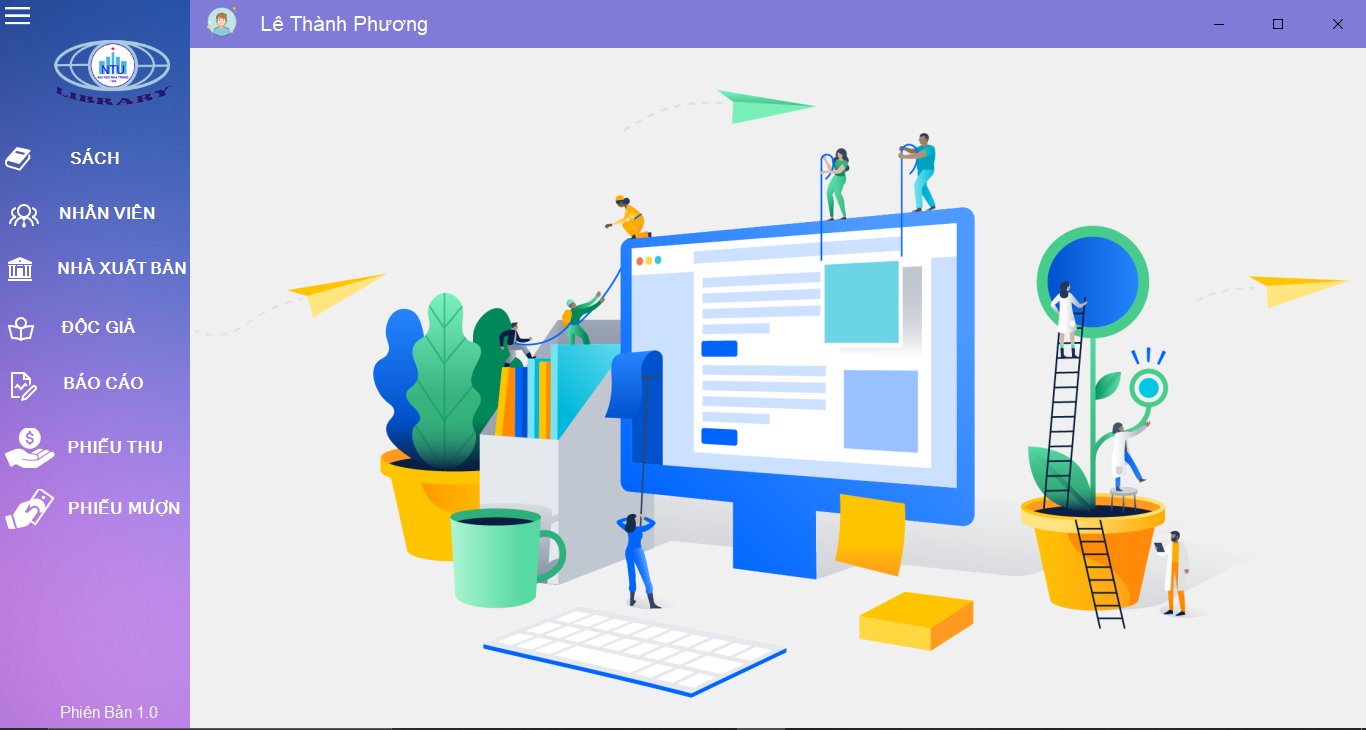 Lê Thành Phương
NTU
LIBRARY
SÁCH
NHÂN VIÊN
NHÀ XUẤT BẢN
ĐỘC GIẢ
BÁO CÁO
PHIẾU THU
PHIẾU MƯỢN
Phiên Bản 1.0